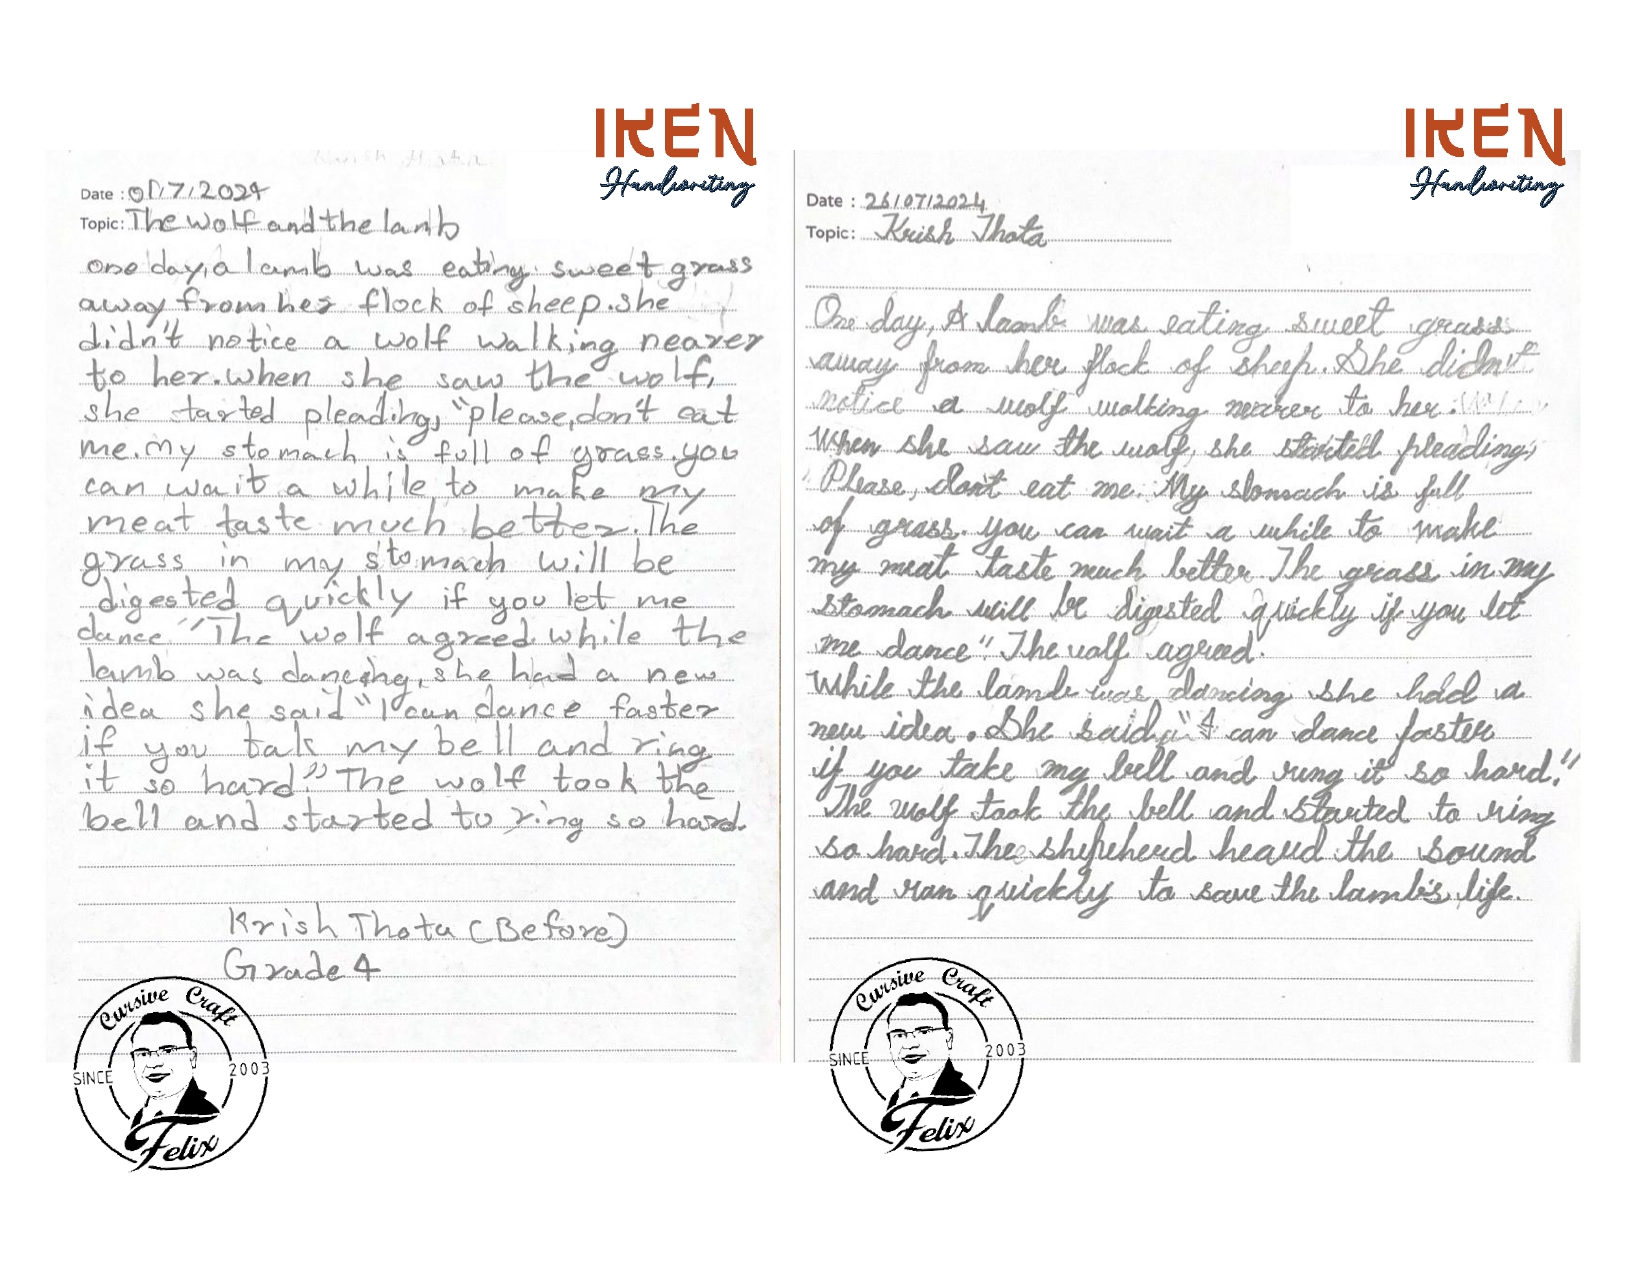 IKEN
Handwriting
Krish Thota
Date : 01/7/2024
Topic: The wolf and the lamb
one day, a lamb was eating sweet grass
away from her flock of sheep. she
didn't notice a wolf walking nearer
to her. when she saw the wolf,
she tarted pleading, "please, don't eat
me. my stomach is full of grass. you
can wait a while to make my
meat taste much better. The
grass in my stomach will be
digested quickly if you let me
dance." The wolf agreed. while the
lamb was dancing, she had a new
idea she said "I can dance faster
if you tak my bell and ring
it so hard" The wolf took the
bell and started to ring so hard.
Krish Thota (Before)
Grade 4
Cursive Craft
SINCE 2003
Felix
IKEN
Handwriting
Date : 26/07/2024
Topic: Krish Thota
One day, A lamb was eating sweet grass
away from her flock of sheep. She didn't
notice a wolf walking nearer to her.
When she saw the wolf, she started pleading,
"Please, dont eat me. My stomach is full
of grass. you can wait a while to make
my meat taste much better. The grass in my
stomach will be digested quickly if you let
me dance" The wolf agreed.
While the lamb was dancing she had a
new idea. She said, "I can dance faster
if you take my bell and ring it so hard."
The wolf took the bell and started to ring
so hard. The shepherd heaud the sound
and ran quickly to save the lamb's life.
Cursive Craft
SINCE 2003
Felix